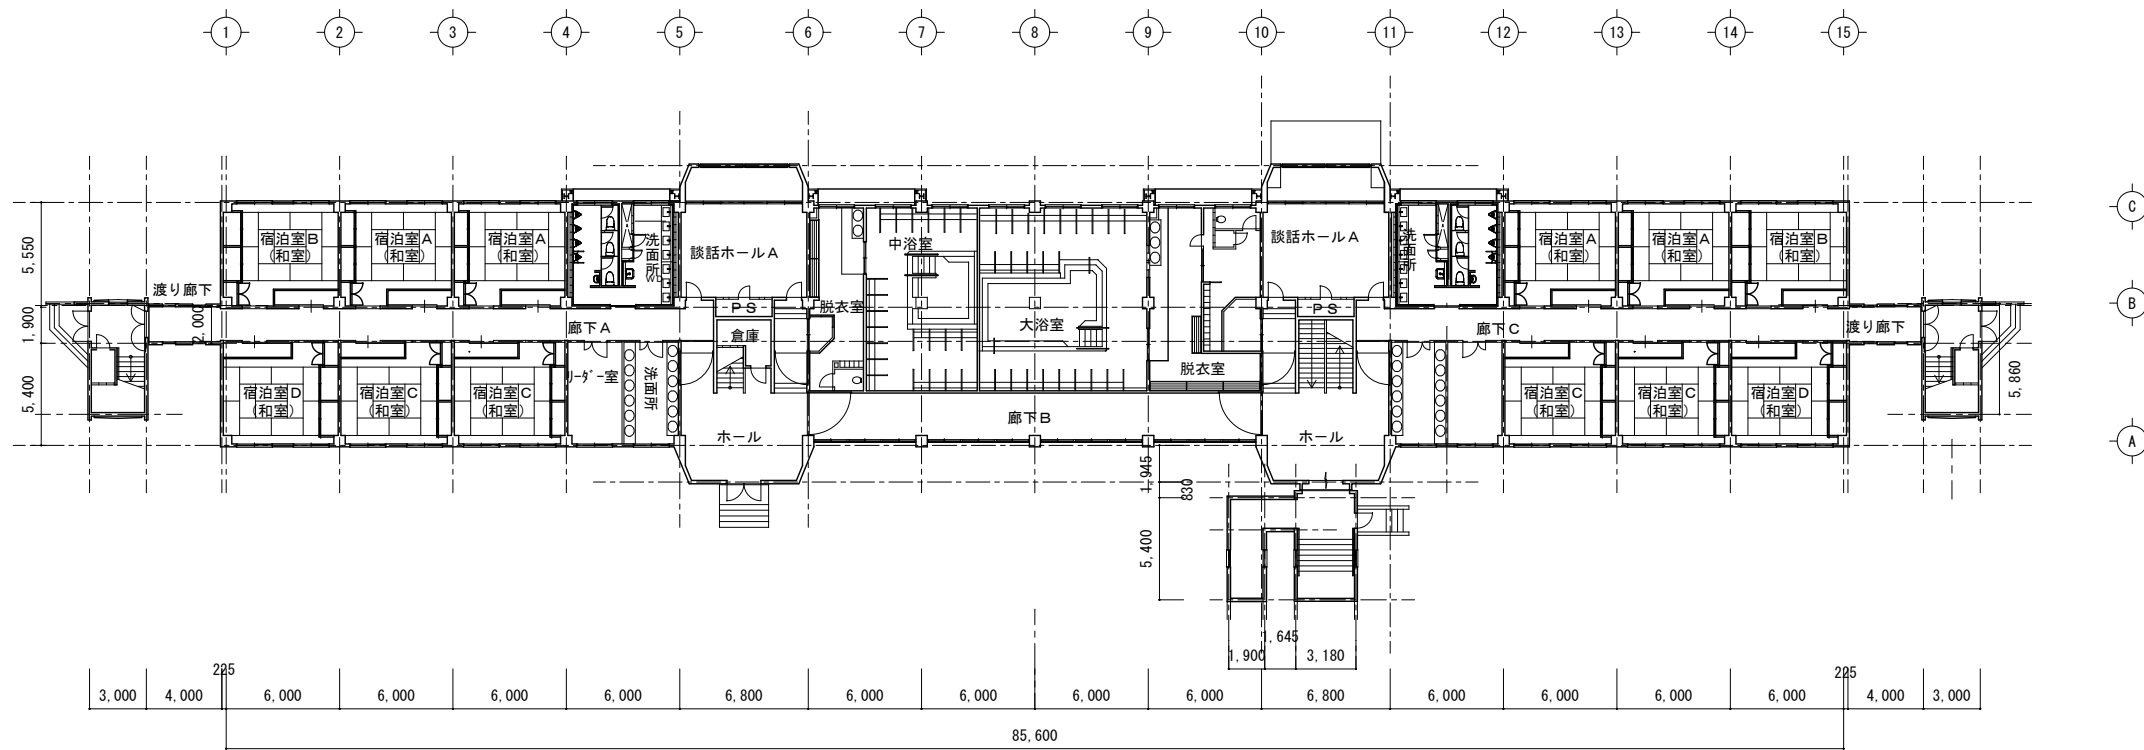 1 2 3 4 5 6 7 8 9 10 11 12 13 14 15
C
B
A
5,550
1,900
5,400
2,000
渡り廊下
宿泊室B
(和室)
宿泊室A
(和室)
宿泊室A
(和室)
洗面所
談話ホールA
中浴室
談話ホールA
洗面所
宿泊室A
(和室)
宿泊室A
(和室)
宿泊室B
(和室)
PS
脱衣室
PS
廊下A
倉庫
大浴室
廊下C
渡り廊下
宿泊室D
(和室)
宿泊室C
(和室)
宿泊室C
(和室)
リーダー室
洗面所
脱衣室
宿泊室C
(和室)
宿泊室C
(和室)
宿泊室D
(和室)
5,860
廊下B
ホール
ホール
1,945
830
5,400
1,645
1,900
3,180
225
225
3,000 4,000 6,000 6,000 6,000 6,000 6,800 6,000 6,000 6,000 6,000 6,800 6,000 6,000 6,000 6,000 4,000 3,000
85,600